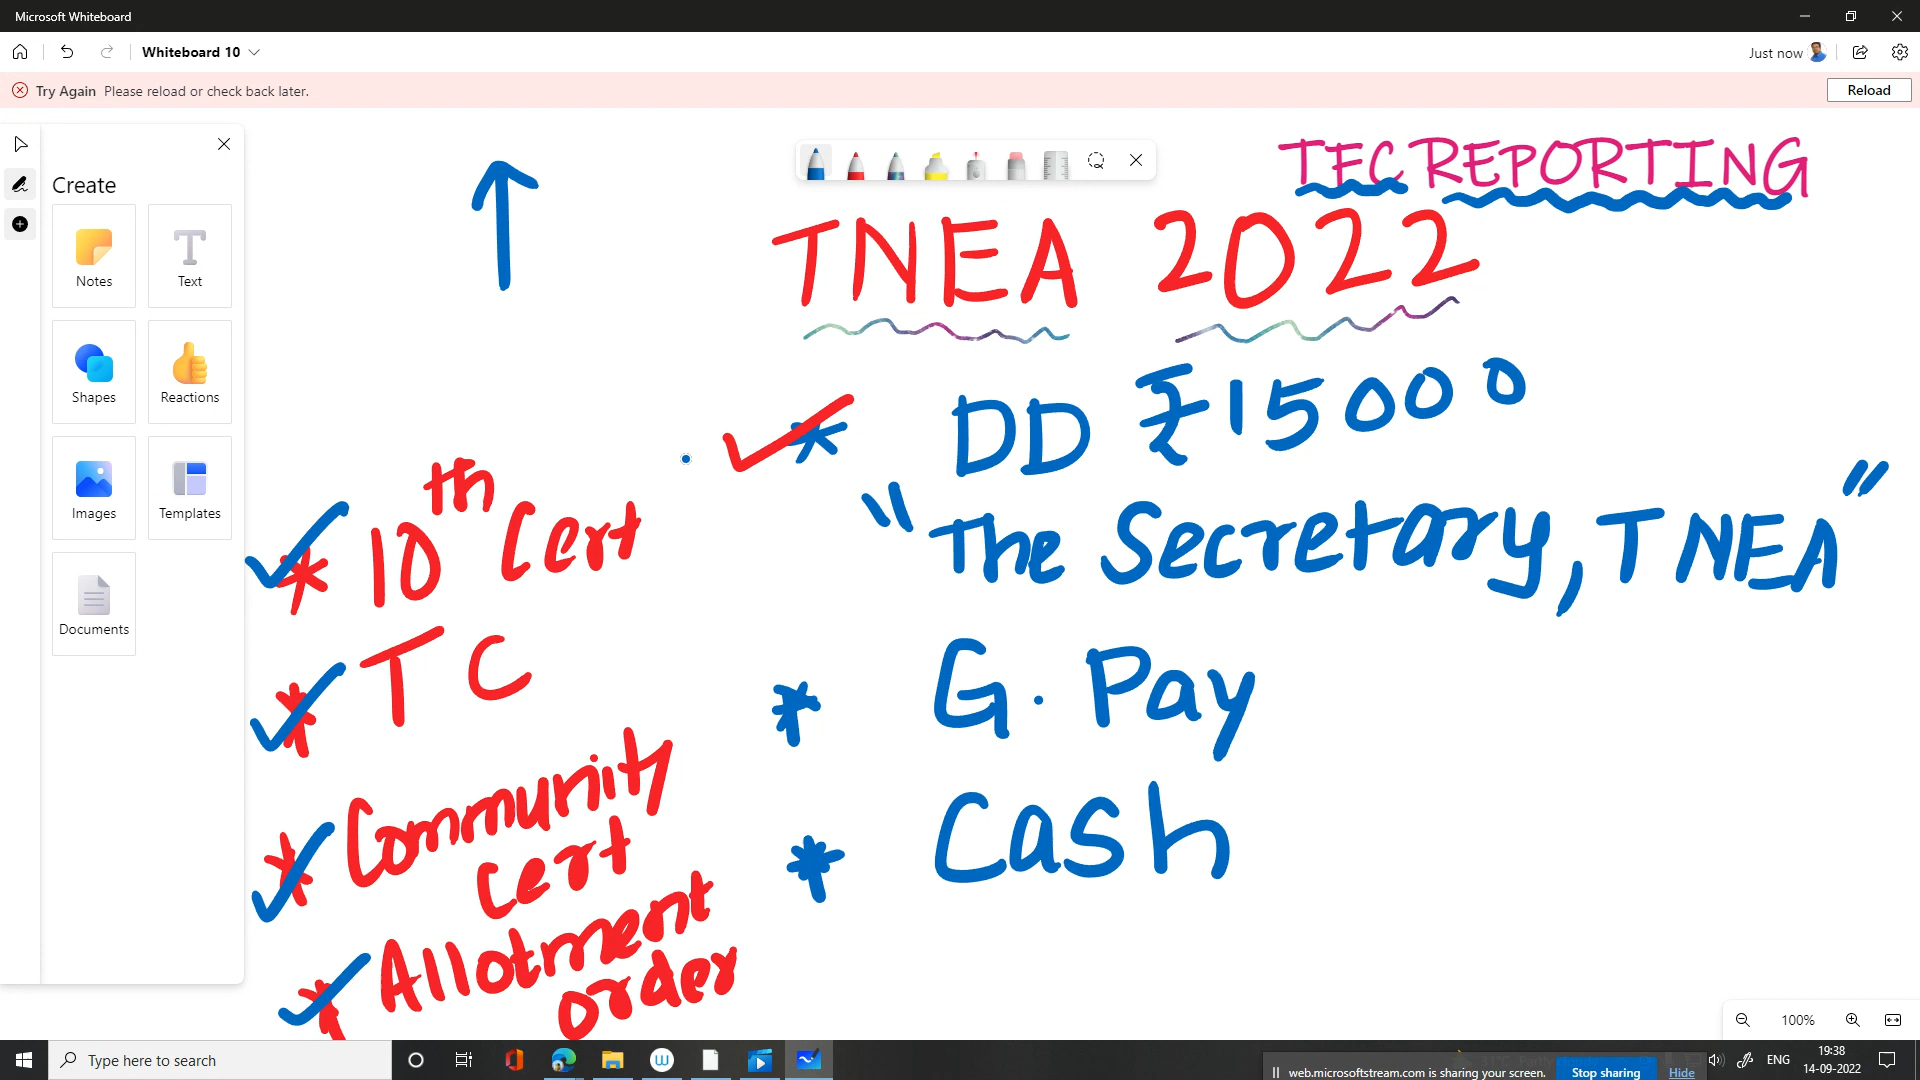 Microsoft Whiteboard
Whiteboard 10
Just now
Try Again Please reload or check back later.
Reload
Create
Notes
Text
Shapes
Reactions
Images
Templates
Documents
TEC REPORTING
TNEA 2022
* DD ₹15000
"The Secretary, TNEA"
* G. Pay
* Cash
* 10th Cert
* TC
* Community
Cert
* Allotment
order
100%
Type here to search
web.microsoftstream.com is sharing your screen.
Stop sharing
Hide
ENG
19:38
14-09-2022